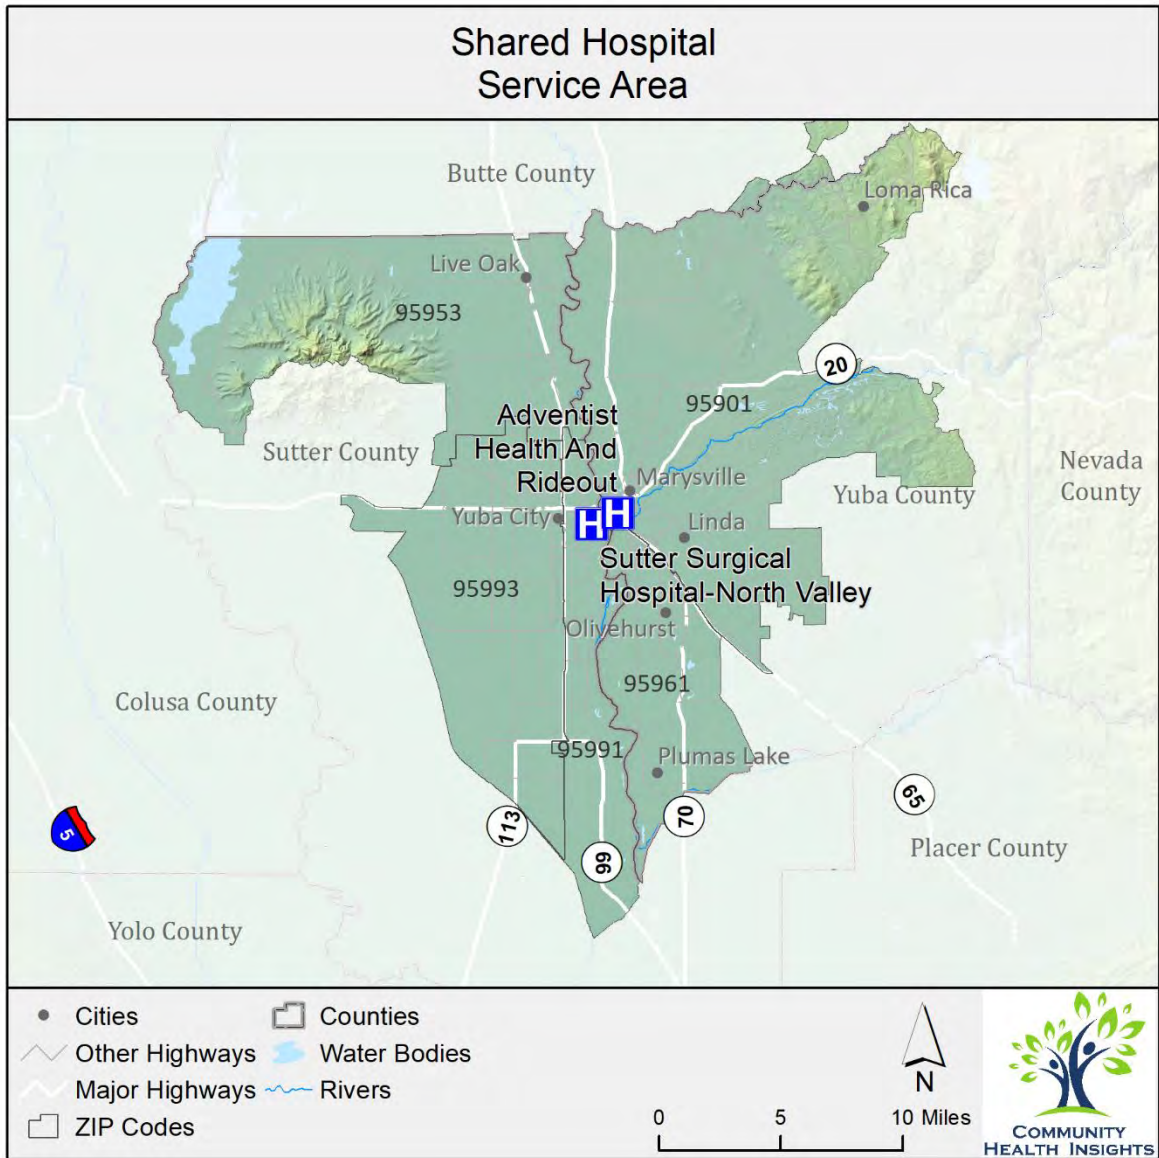 Shared Hospital
Service Area
Butte County
Loma Rica
Live Oak
95953
20
95901
Adventist
Health And
Rideout
Sutter County
Marysville
Nevada
County
Yuba County
Yuba City
H
H
Linda
Sutter Surgical
Hospital-North Valley
95993
Olivehurst
95961
Colusa County
95991
Plumas Lake
65
5
113
70
99
Placer County
Yolo County
Cities
Counties
Other Highways
Water Bodies
Major Highways
Rivers
ZIP Codes
N
0 5 10 Miles
COMMUNITY
HEALTH INSIGHTS